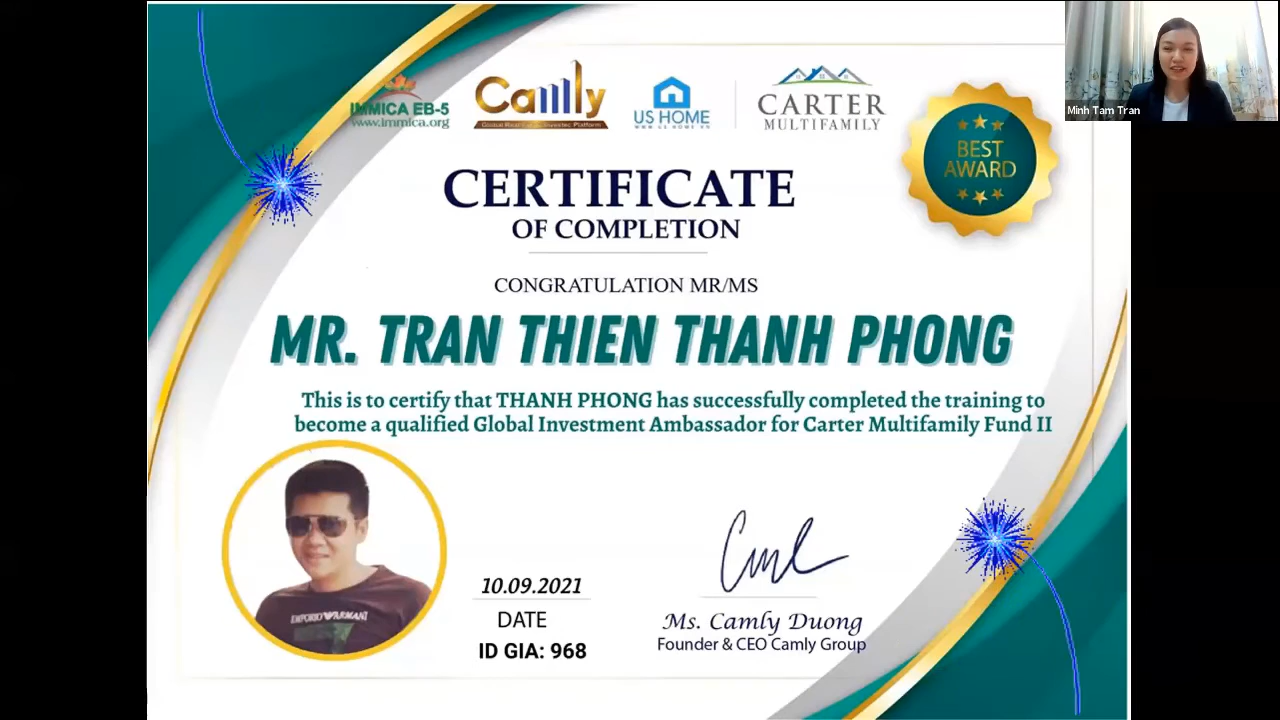 IMMICA EB-5
www.immica.org
Camly
US HOME
CARTER
MULTIFAMILY
Minh Tam Tran
BEST
AWARD
CERTIFICATE
OF COMPLETION
CONGRATULATION MR/MS
MR. TRAN THIEN THANH PHONG
This is to certify that THANH PHONG has successfully completed the training to
become a qualified Global Investment Ambassador for Carter Multifamily Fund II
EMPORIO ARMANI
10.09.2021
DATE
ID GIA: 968
Ms. Camly Duong
Founder & CEO Camly Group